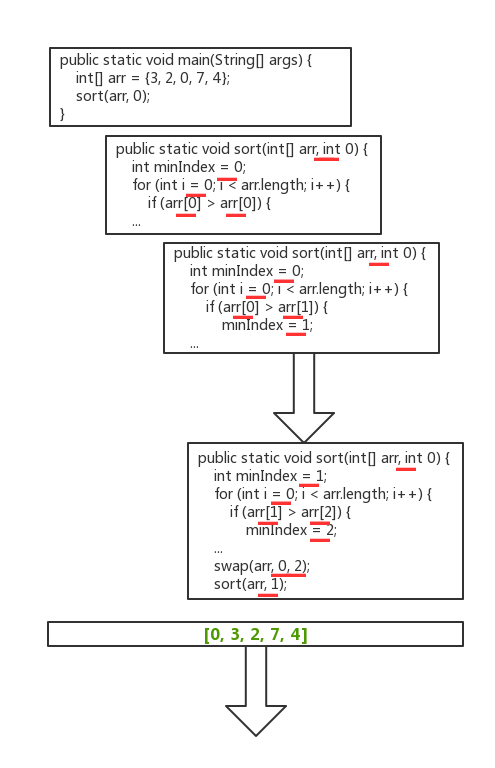 public static void main(String[] args) {
int[] arr = {3, 2, 0, 7, 4};
sort(arr, 0);
}
public static void sort(int[] arr, int 0) {
int minIndex = 0;
for (int i = 0; i < arr.length; i++) {
if (arr[0] > arr[0]) {
...
public static void sort(int[] arr, int 0) {
int minIndex = 0;
for (int i = 0; i < arr.length; i++) {
if (arr[0] > arr[1]) {
minIndex = 1;
...
public static void sort(int[] arr, int 0) {
int minIndex = 1;
for (int i = 0; i < arr.length; i++) {
if (arr[1] > arr[2]) {
minIndex = 2;
...
swap(arr, 0, 2);
sort(arr, 1);
[0, 3, 2, 7, 4]